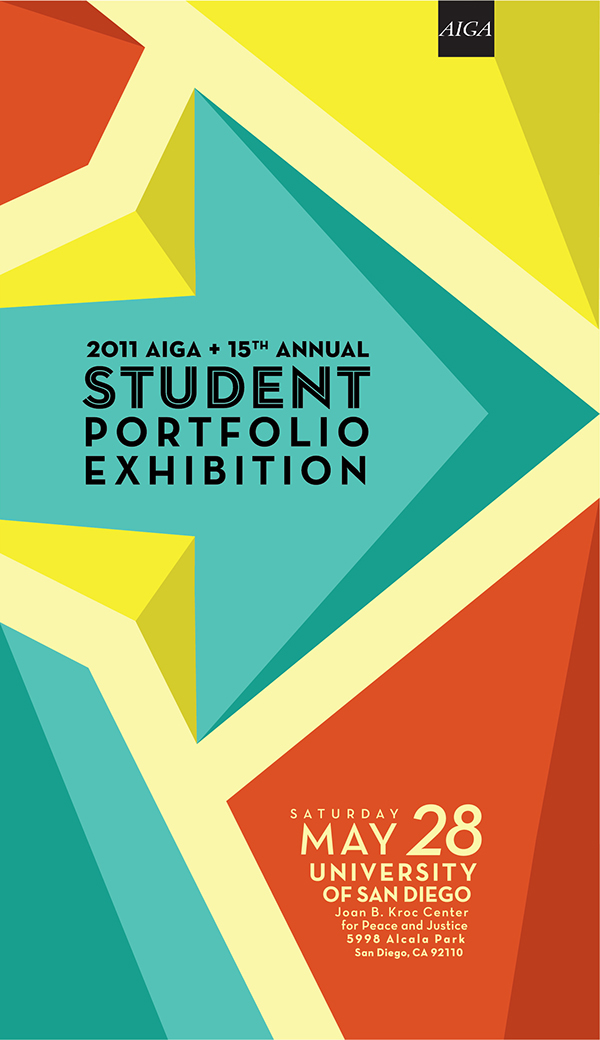 AIGA
2011 AIGA + 15TH ANNUAL
STUDENT
PORTFOLIO
EXHIBITION
SATURDAY
MAY 28
UNIVERSITY
OF SAN DIEGO
Joan B. Kroc Center
for Peace and Justice
5998 Alcala Park
San Diego, CA 92110